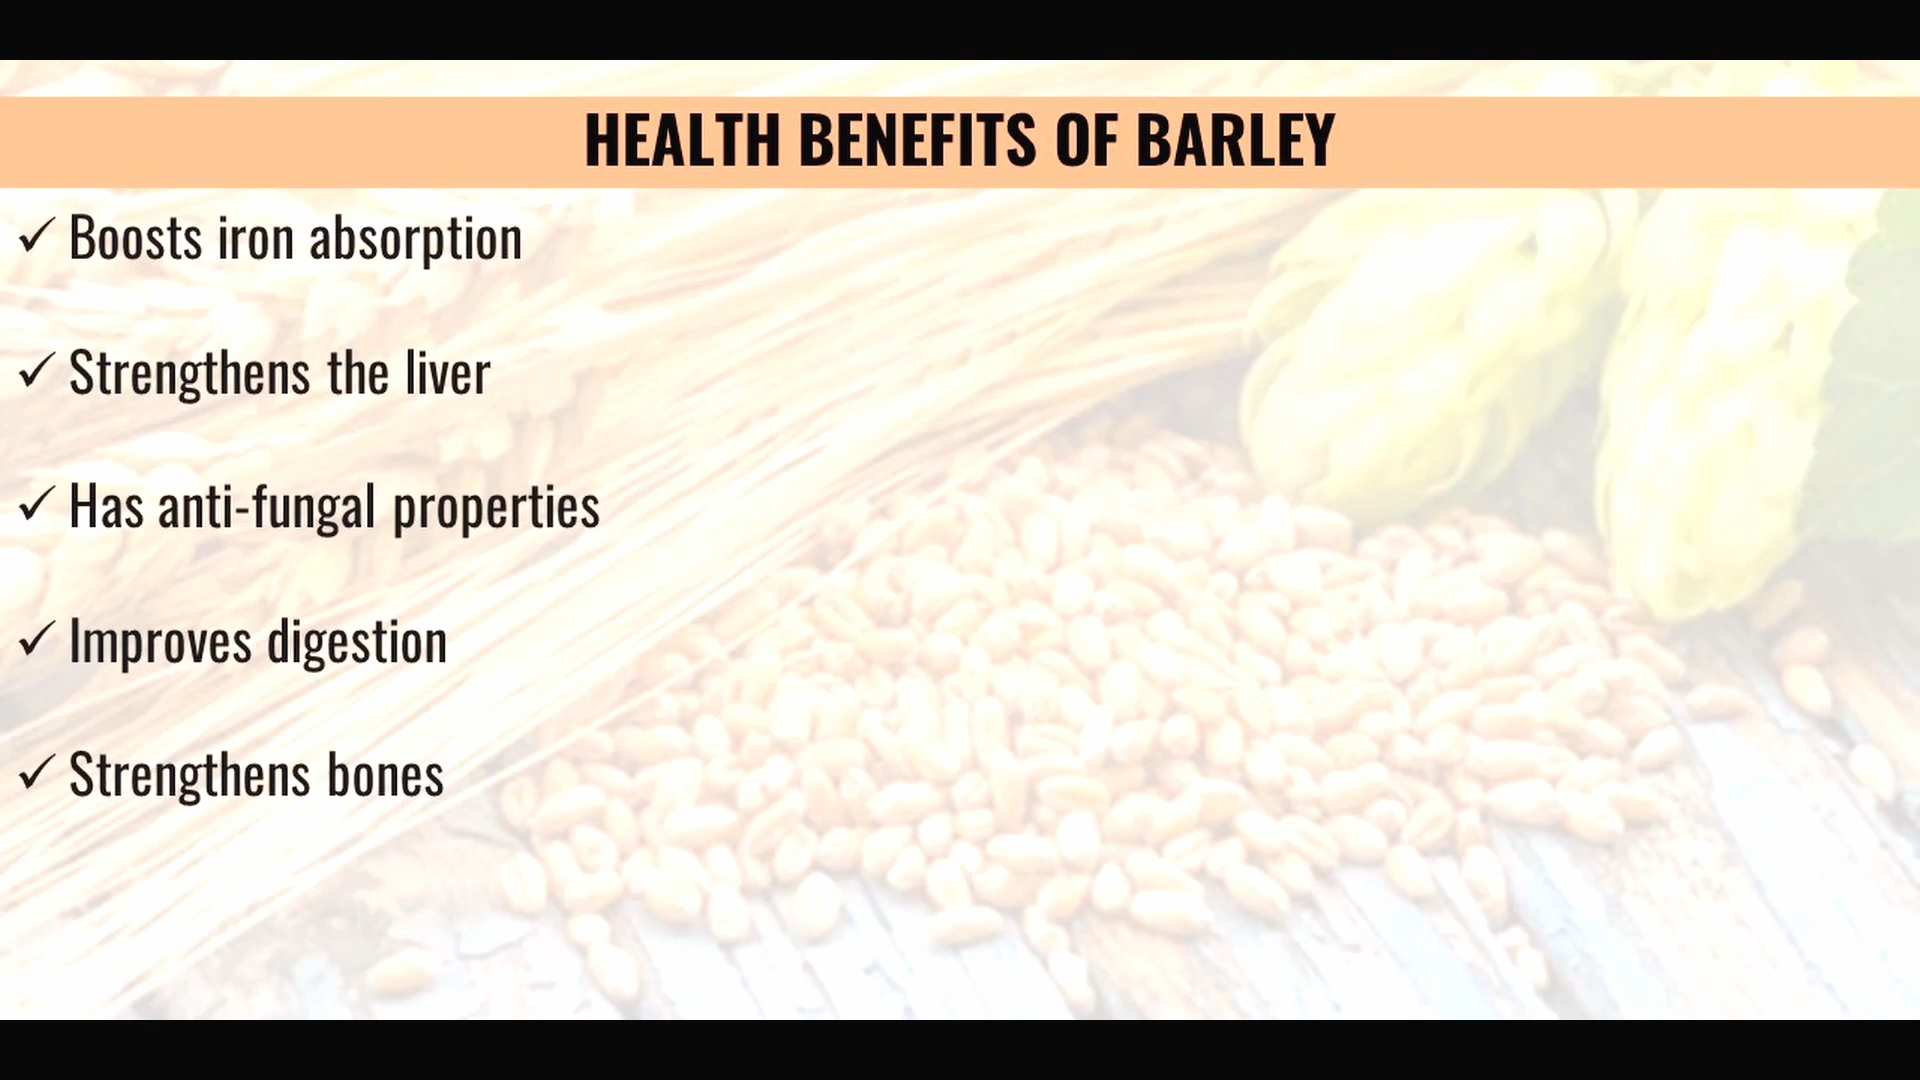 HEALTH BENEFITS OF BARLEY
✓ Boosts iron absorption
✓ Strengthens the liver
✓ Has anti-fungal properties
✓ Improves digestion
✓ Strengthens bones